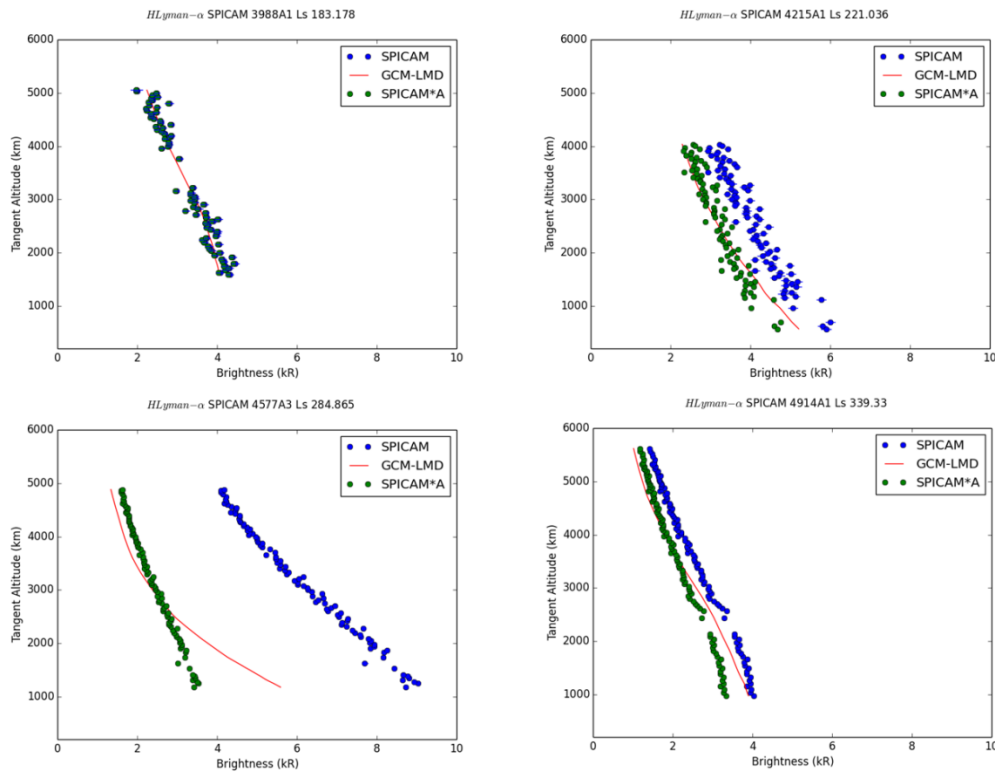 HLyman−α SPICAM 3988A1 Ls 183.178
6000
5000
4000
3000
2000
1000
Tangent Altitude (km)
SPICAM
GCM-LMD
SPICAM*A
0 2 4 6 8 10
Brightness (kR)
HLyman−α SPICAM 4215A1 Ls 221.036
6000
5000
4000
3000
2000
1000
Tangent Altitude (km)
SPICAM
GCM-LMD
SPICAM*A
0 2 4 6 8 10
Brightness (kR)
HLyman−α SPICAM 4577A3 Ls 284.865
6000
5000
4000
3000
2000
1000
Tangent Altitude (km)
SPICAM
GCM-LMD
SPICAM*A
0 2 4 6 8 10
Brightness (kR)
HLyman−α SPICAM 4914A1 Ls 339.33
6000
5000
4000
3000
2000
1000
Tangent Altitude (km)
SPICAM
GCM-LMD
SPICAM*A
0 2 4 6 8 10
Brightness (kR)